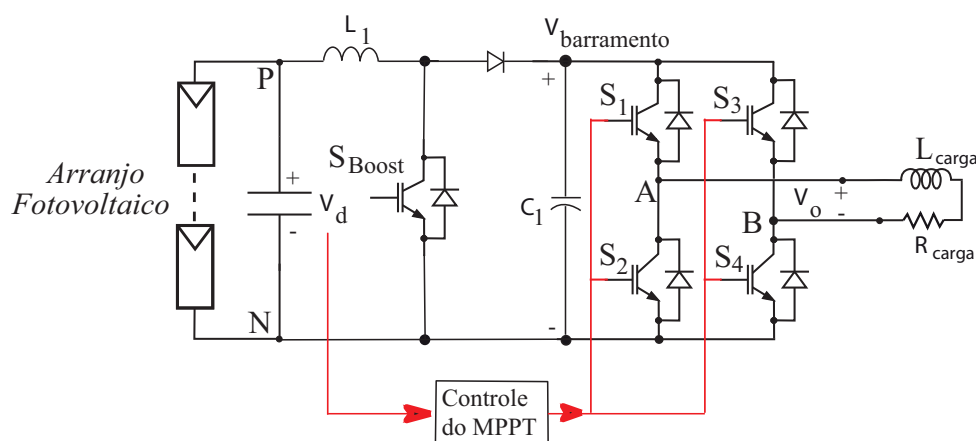 L1
Vbarramento
P
+
S1
S3
Arranjo
Fotovoltaico
SBoost
+
Vd
-
C1
A
Vo
+
-
Lcarga
B
Rcarga
S2
S4
N
-
Controle
do MPPT